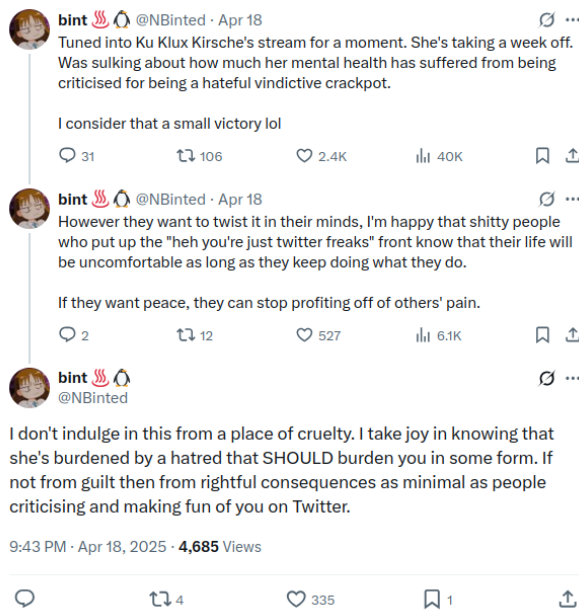 bint ♨️🐧 @NBinted · Apr 18
Tuned into Ku Klux Kirsche's stream for a moment. She's taking a week off.
Was sulking about how much her mental health has suffered from being
criticised for being a hateful vindictive crackpot.
I consider that a small victory lol
31 106 2.4K 40K
bint ♨️🐧 @NBinted · Apr 18
However they want to twist it in their minds, I'm happy that shitty people
who put up the "heh you're just twitter freaks" front know that their life will
be uncomfortable as long as they keep doing what they do.
If they want peace, they can stop profiting off of others' pain.
2 12 527 6.1K
bint ♨️🐧
@NBinted
I don't indulge in this from a place of cruelty. I take joy in knowing that
she's burdened by a hatred that SHOULD burden you in some form. If
not from guilt then from rightful consequences as minimal as people
criticising and making fun of you on Twitter.
9:43 PM · Apr 18, 2025 · 4,685 Views
4 335 1